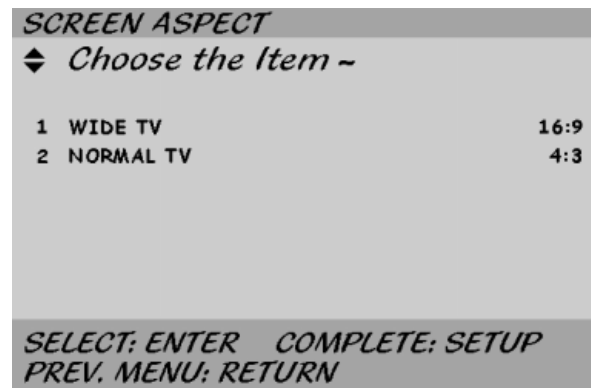 SCREEN ASPECT
Choose the Item ~
1 WIDE TV 16:9
2 NORMAL TV 4:3
SELECT: ENTER COMPLETE: SETUP
PREV. MENU: RETURN